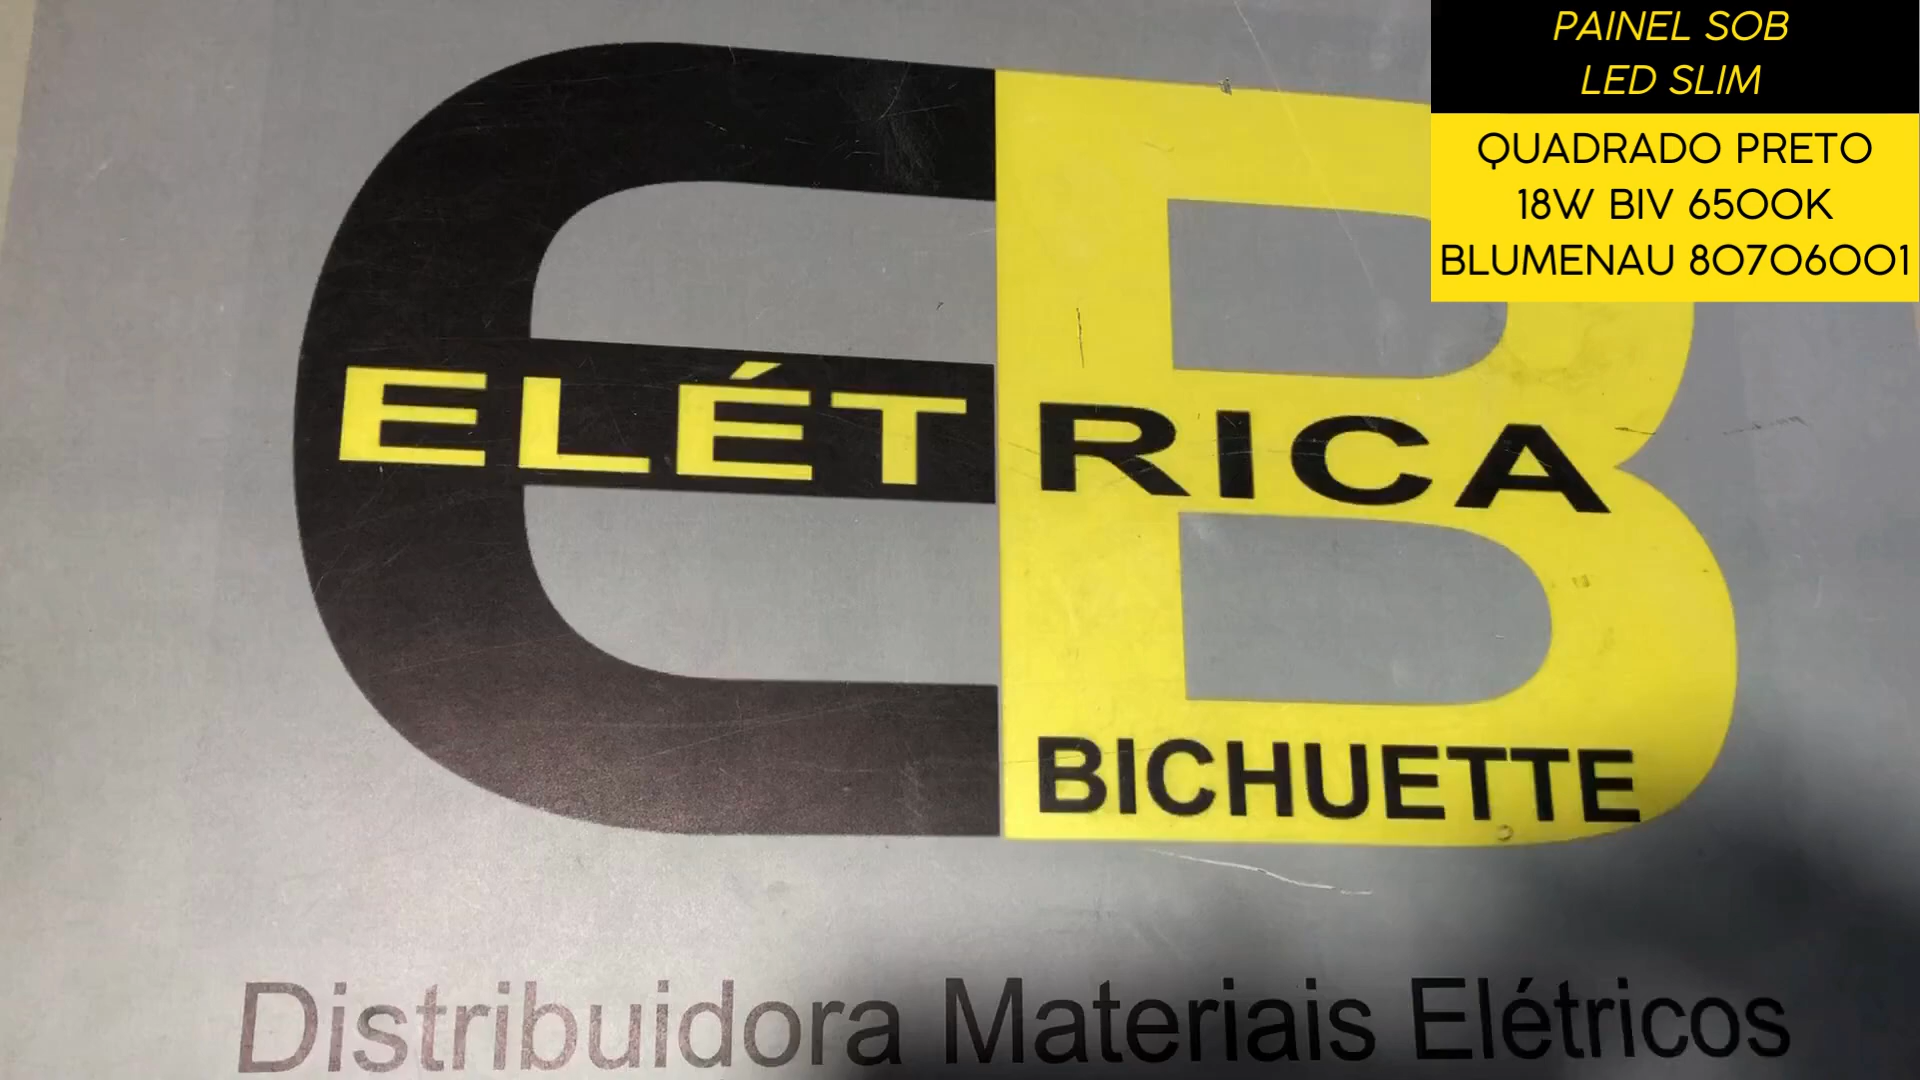 PAINEL SOB
LED SLIM
QUADRADO PRETO
18W BIV 6500K
BLUMENAU 80706001
ELÉTRICA
BICHUETTE
Distribuidora Materiais Elétricos